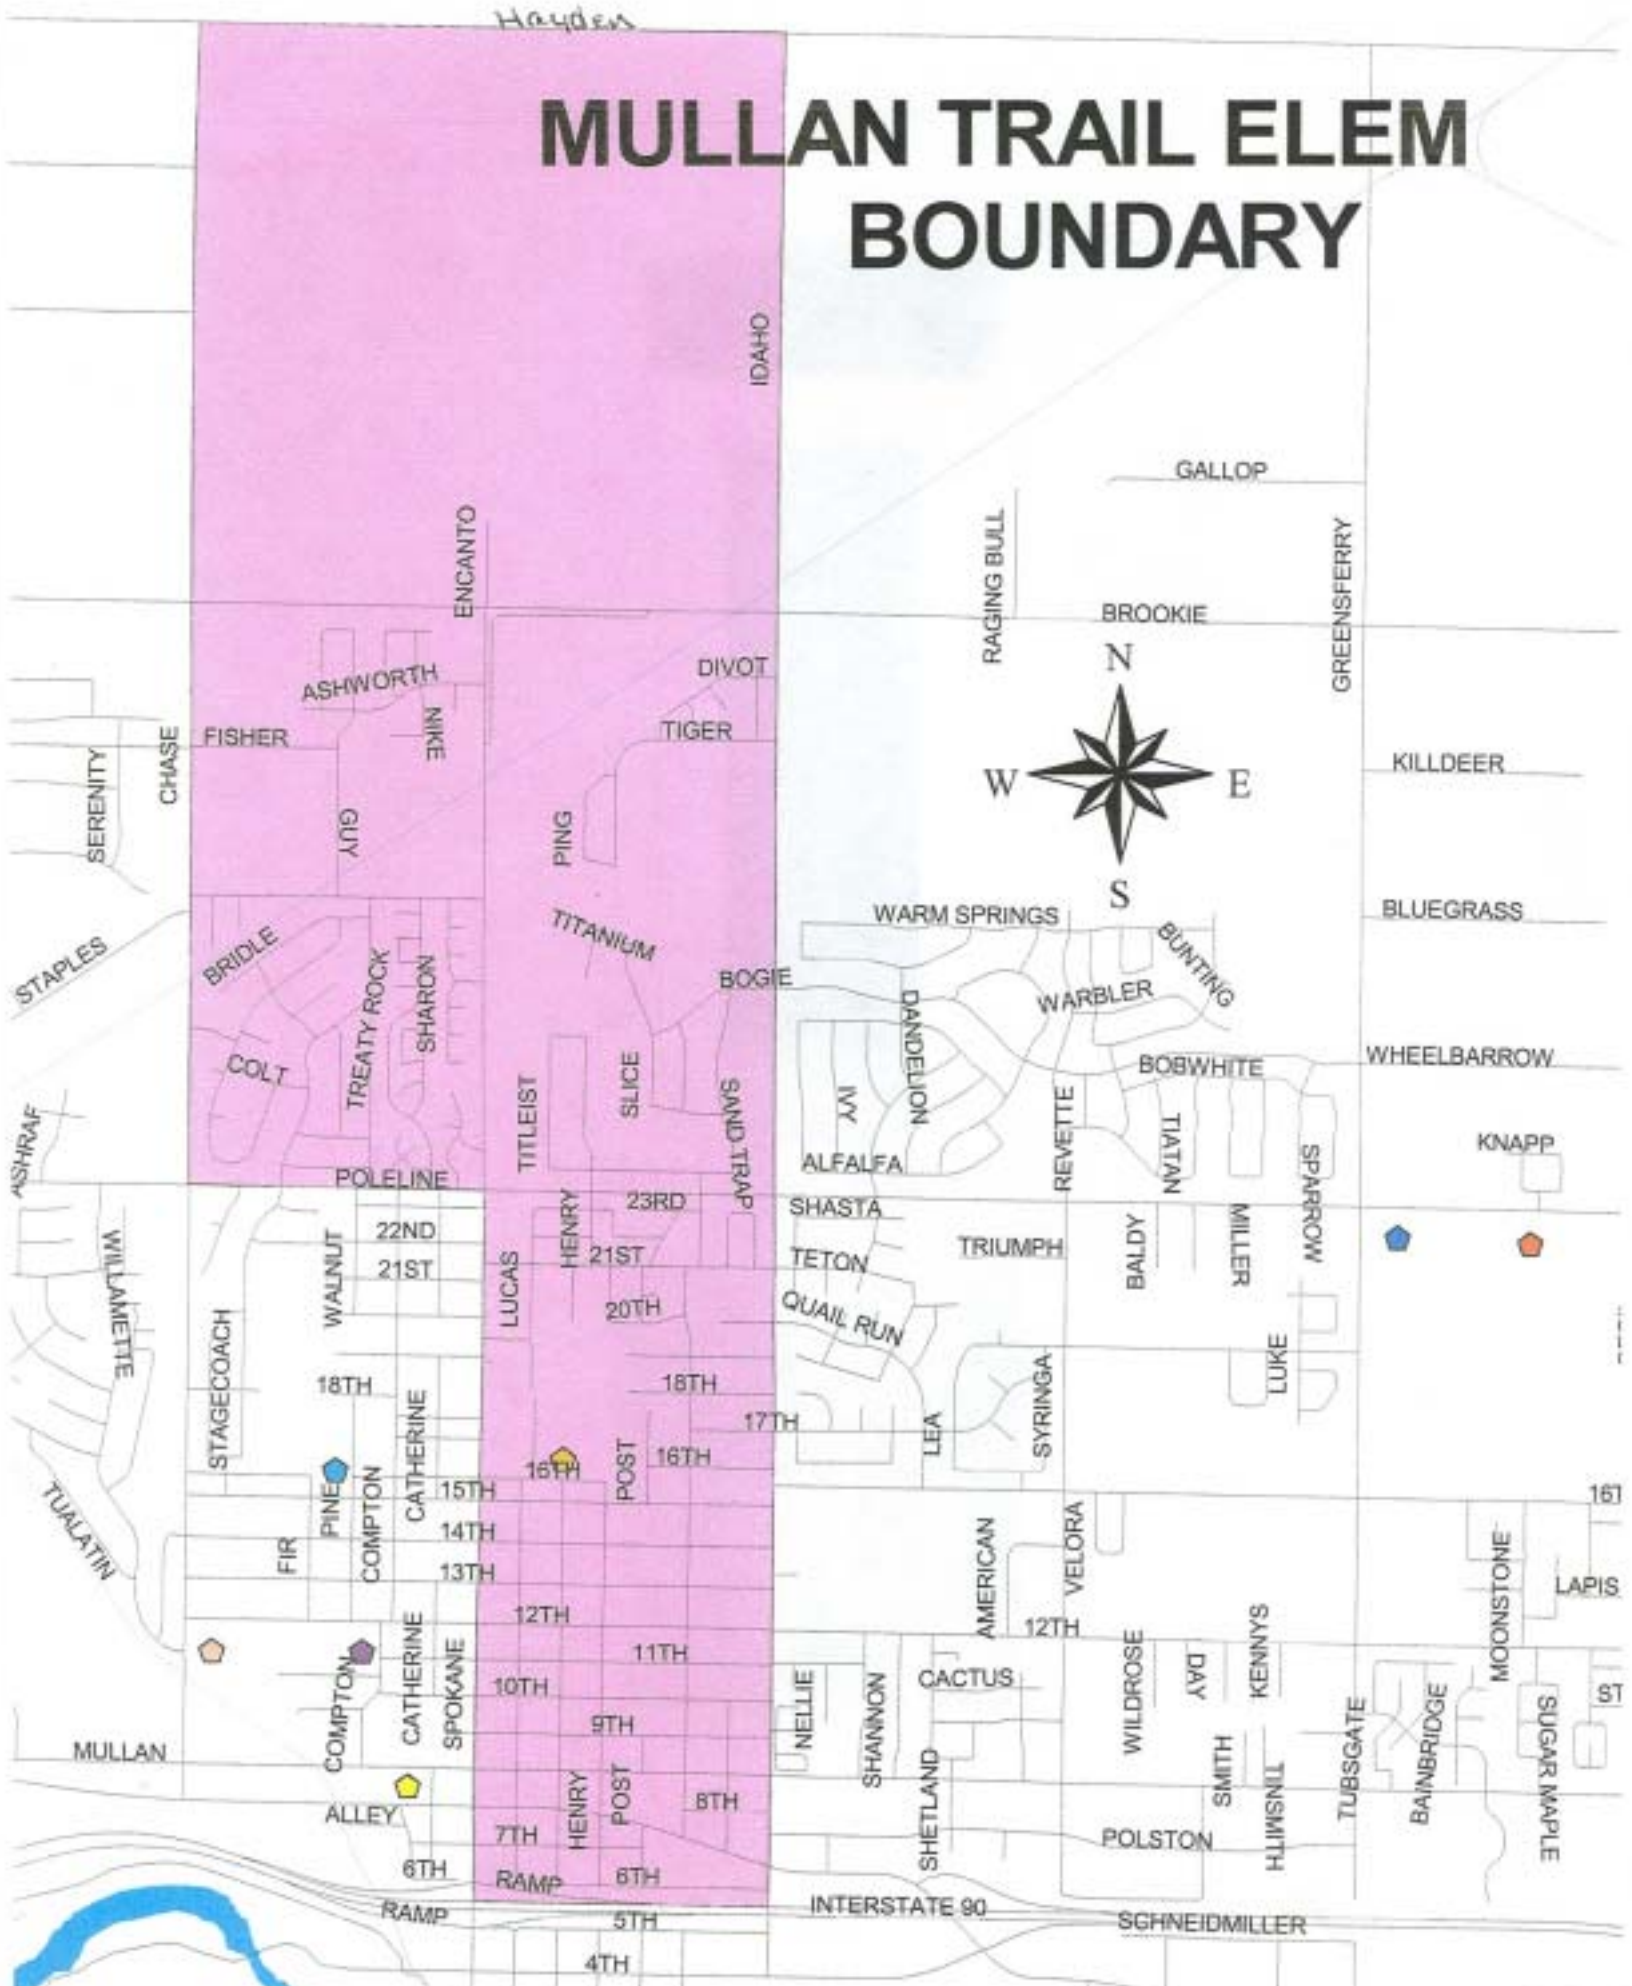 Hayden
MULLAN TRAIL ELEM
BOUNDARY
IDAHO
GALLOP
ENCANTO
RAGING BULL
GREENSFERRY
BROOKIE
N
DIVOT
ASHWORTH
NIKE
TIGER
FISHER
CHASE
SERENITY
W
E
KILLDEER
GUY
PING
S
WARM SPRINGS
BLUEGRASS
TITANIUM
BUNTING
STAPLES
BRIDLE
TREATY ROCK
SHARON
BOGIE
WARBLER
DANDELION
COLT
WHEELBARROW
BOBWHITE
SLICE
TITLEIST
SAND TRAP
IVY
REVETTE
TIATAN
ASHRAF
KNAPP
SPARROW
ALFALFA
POLELINE
HENRY
23RD
SHASTA
22ND
WILLAMETTE
WALNUT
21ST
LUCAS
21ST
TETON
TRIUMPH
BALDY
MILLER
20TH
QUAIL RUN
STAGECOACH
LUKE
18TH
18TH
CATHERINE
17TH
LEA
SYRINGA
POST
16TH
16TH
15TH
16T
TUALATIN
PINE
COMPTON
14TH
FIR
AMERICAN
VELORA
MOONSTONE
13TH
LAPIS
12TH
12TH
KENNYS
11TH
COMPTON
CATHERINE
SPOKANE
WILDROSE
DAY
CACTUS
10TH
NELLIE
SHANNON
ST
9TH
SUGAR MAPLE
MULLAN
TUBSGATE
BAINBRIDGE
SMITH
TINSMITH
HENRY
POST
8TH
SHETLAND
ALLEY
7TH
POLSTON
6TH
6TH
RAMP
INTERSTATE 90
RAMP
5TH
SCHNEIDMILLER
4TH